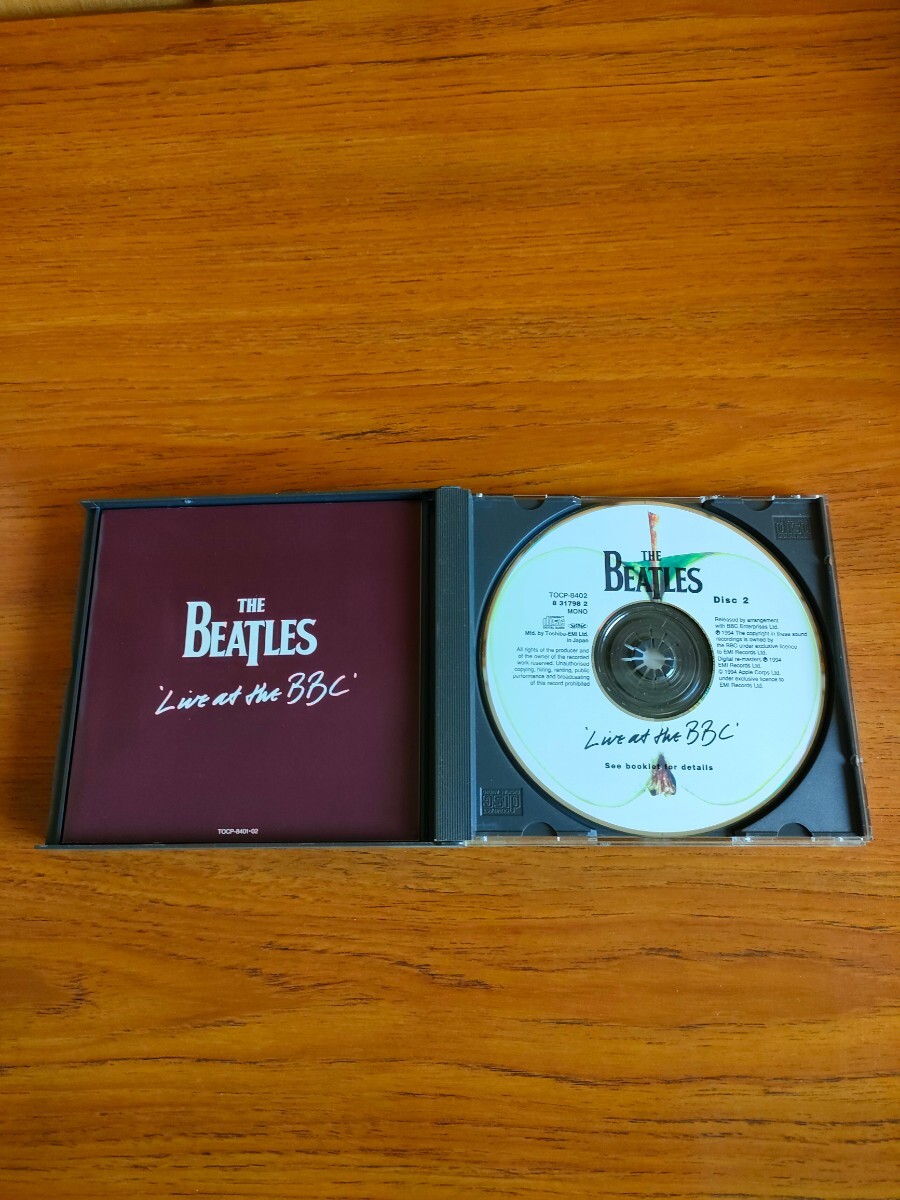 THE
BEATLES
'Live at the BBC'
TOCP-8401·02
THE
BEATLES
TOCP-8402
8 31798 2
MONO
Disc 2
Mfd. by Toshiba-EMI Ltd.
in Japan
All rights of the producer and
of the owner of the recorded
work reserved. Unauthorised
copying, hiring, renting, public
performance and broadcasting
of this record prohibited
Released by arrangement
with BBC Enterprises Ltd.
℗ 1994 The copyright in these sound
recordings is owned by
the BBC under exclusive licence
to EMI Records Ltd.
Digital re-masters ℗ 1994
EMI Records Ltd.
© 1994 Apple Corps Ltd.
under exclusive licence to
EMI Records Ltd.
'Live at the BBC'
See booklet for details